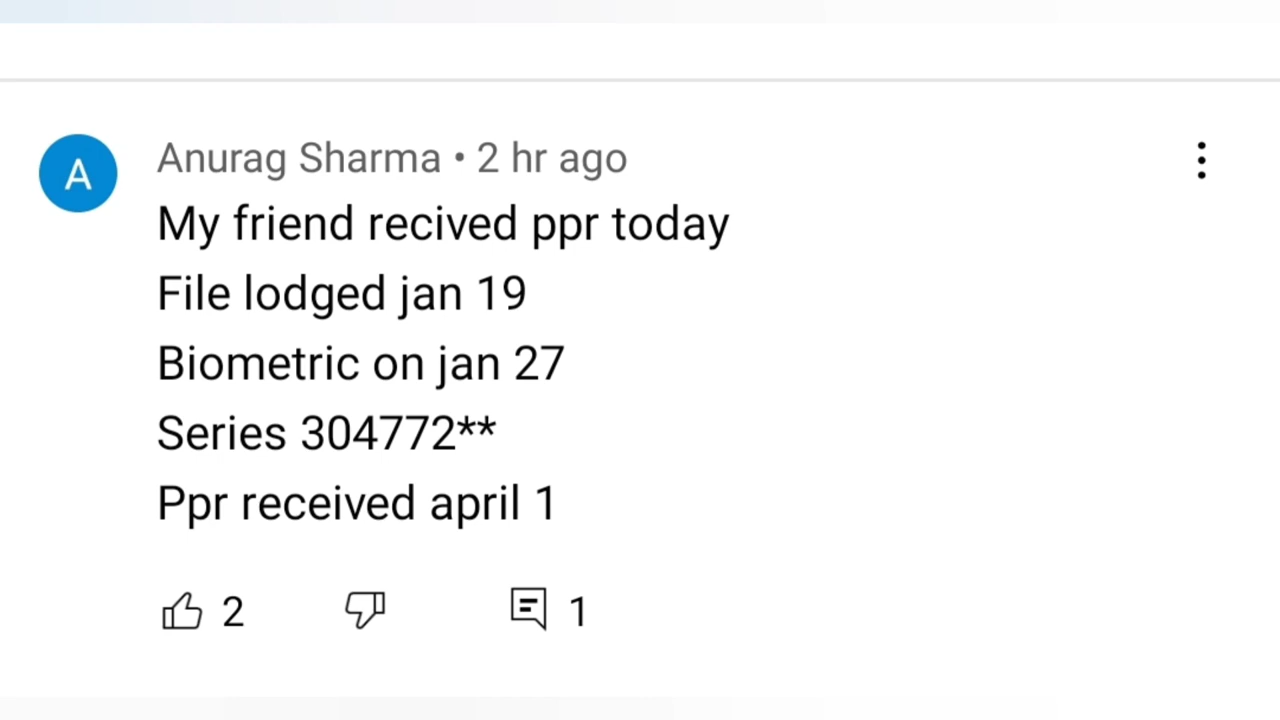 A
Anurag Sharma • 2 hr ago
My friend recived ppr today
File lodged jan 19
Biometric on jan 27
Series 304772**
Ppr received april 1
2 1